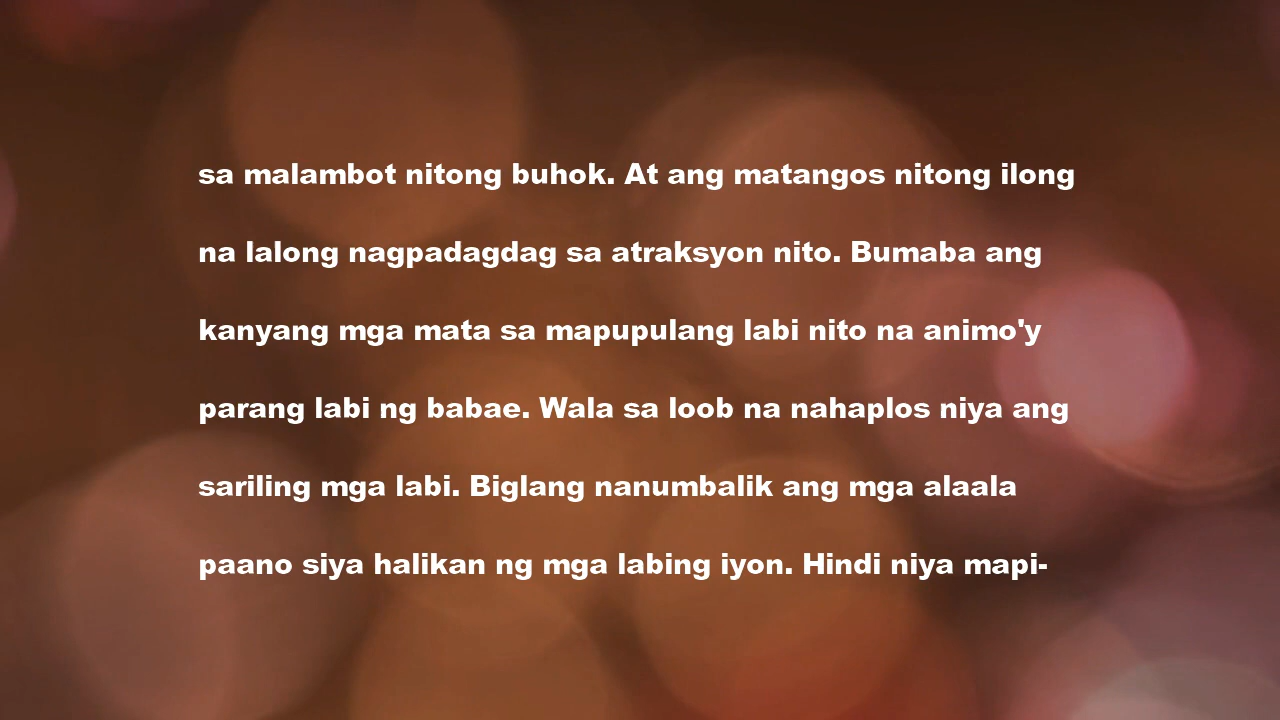 sa malambot nitong buhok. At ang matangos nitong ilong
na lalong nagpadagdag sa atraksyon nito. Bumaba ang
kanyang mga mata sa mapupulang labi nito na animo'y
parang labi ng babae. Wala sa loob na nahaplos niya ang
sariling mga labi. Biglang nanumbalik ang mga alaala
paano siya halikan ng mga labing iyon. Hindi niya mapi-